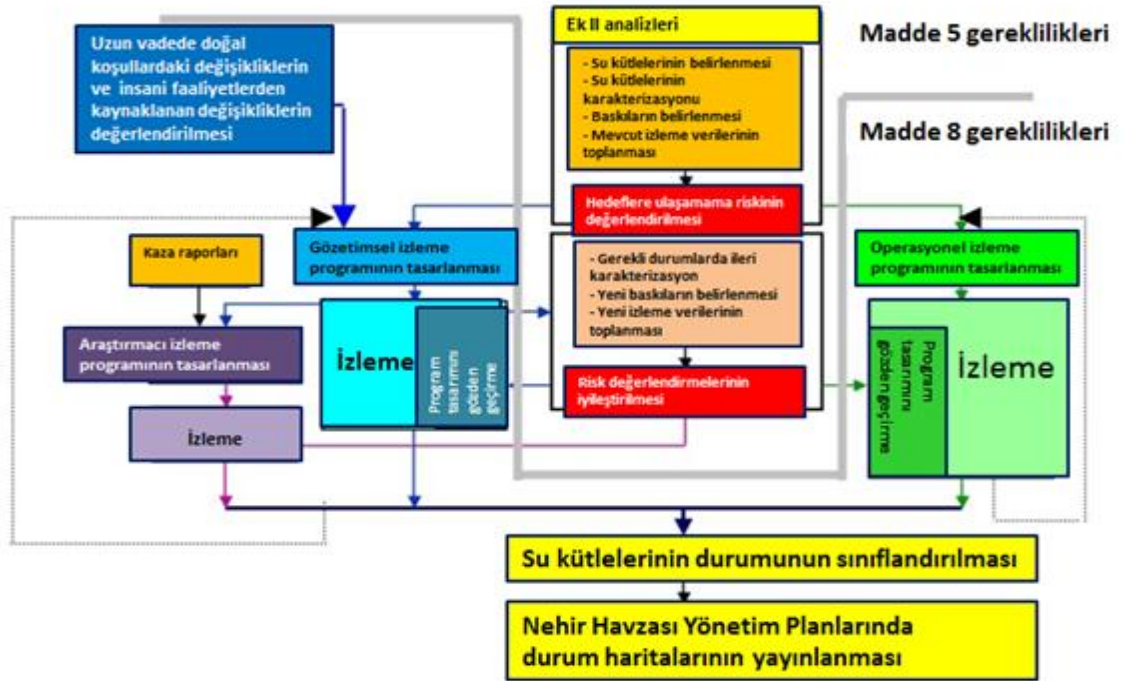 Uzun vadede doğal
koşullardaki değişikliklerin
ve insani faaliyetlerden
kaynaklanan değişikliklerin
değerlendirilmesi
Ek II analizleri
- Su kütlelerinin belirlenmesi
- Su kütlelerinin
karakterizasyonu
- Baskıların belirlenmesi
- Mevcut izleme verilerinin
toplanması
Madde 5 gereklilikleri
Madde 8 gereklilikleri
Hedeflere ulaşamama riskinin
değerlendirilmesi
Kaza raporları
Gözetimsel izleme
programının tasarlanması
- Gerekli durumlarda ileri
karakterizasyon
- Yeni baskıların belirlenmesi
- Yeni izleme verilerinin
toplanması
Operasyonel izleme
programının tasarlanması
Araştırmacı izleme
programının tasarlanması
İzleme
Program
tasarımını
gözden
geçirme
Risk değerlendirmelerinin
iyileştirilmesi
Program
tasarımını
gözden geçirme
İzleme
İzleme
Su kütlelerinin durumunun sınıflandırılması
Nehir Havzası Yönetim Planlarında
durum haritalarının yayınlanması